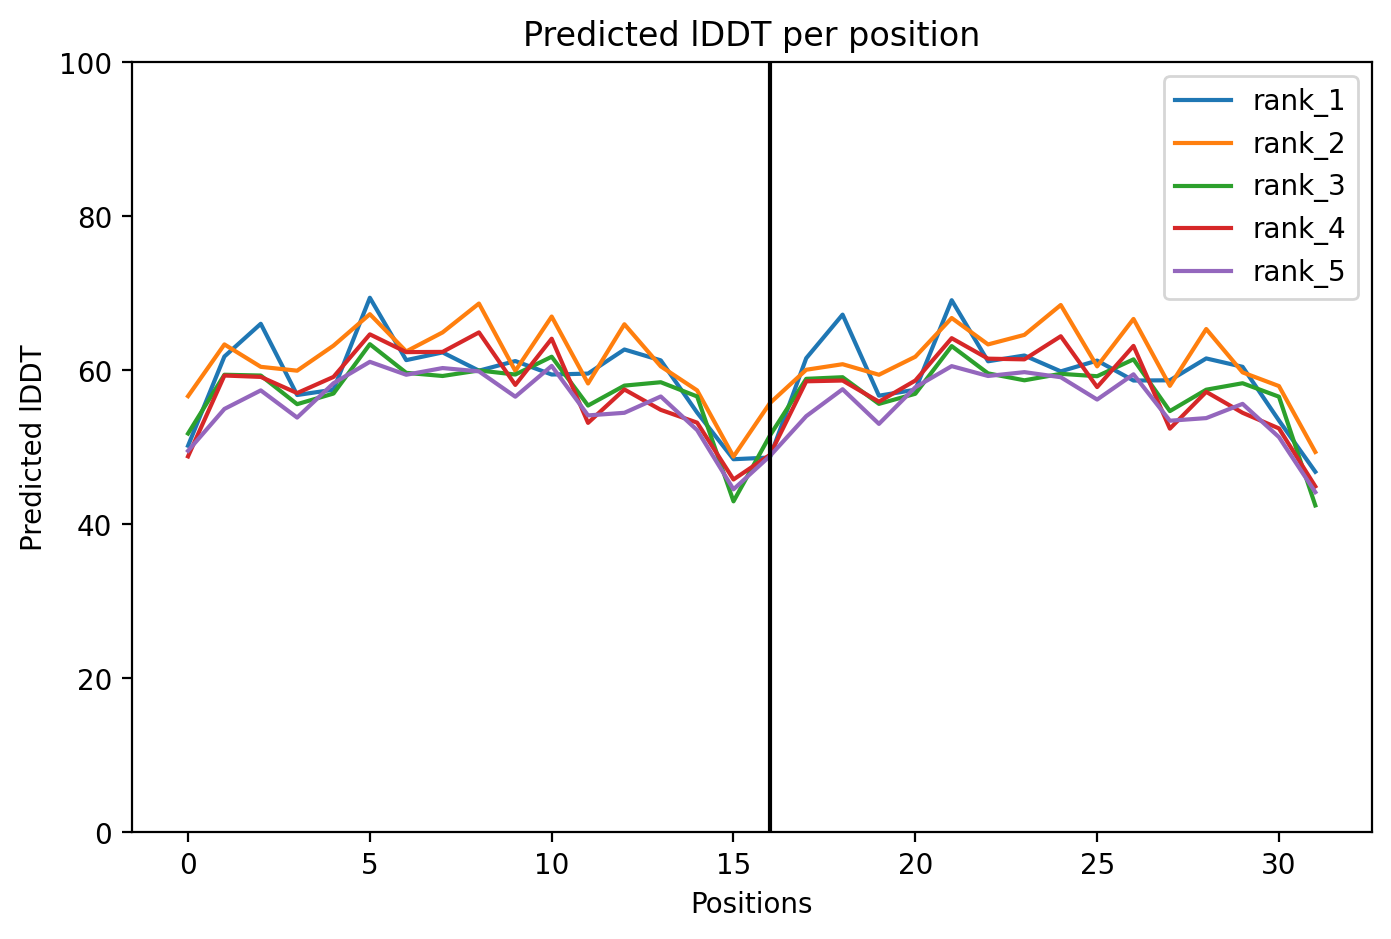 Predicted lDDT per position
100
80
60
40
20
0
Predicted lDDT
rank_1
rank_2
rank_3
rank_4
rank_5
0 5 10 15 20 25 30
Positions